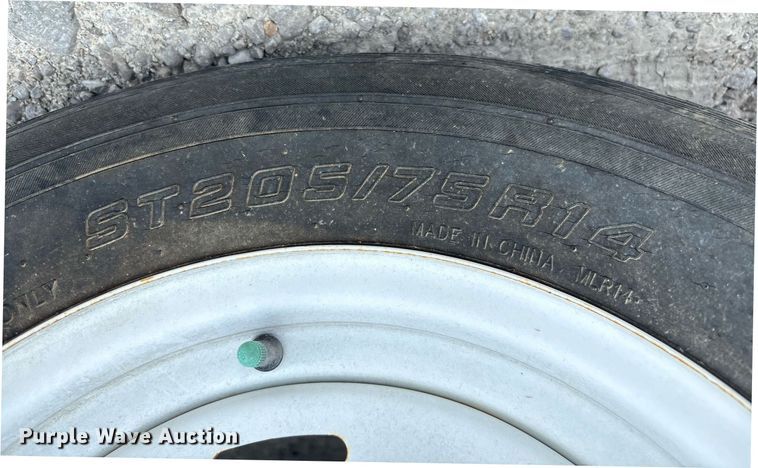 ST205/75R14
MADE IN CHINA
ONLY
Purple Wave Auction